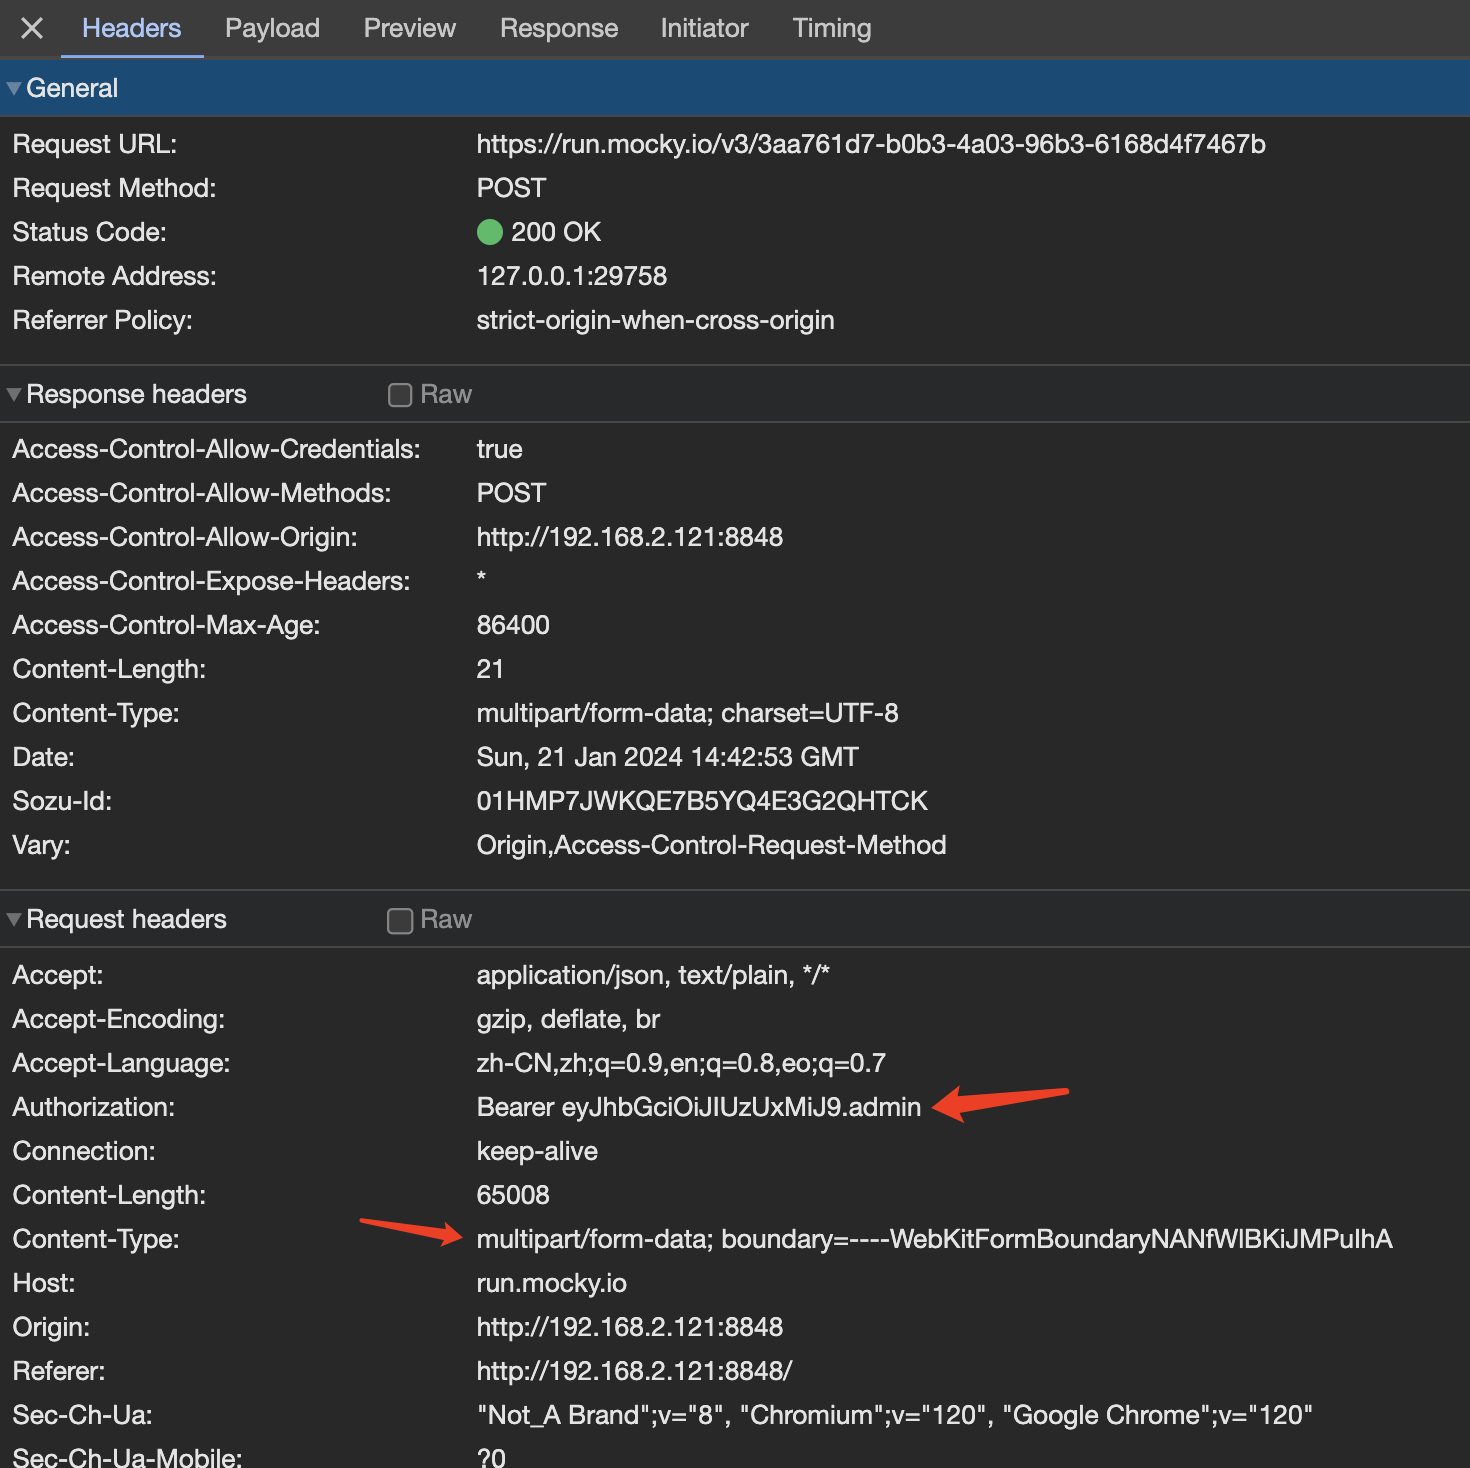 Headers Payload Preview Response Initiator Timing
General
Request URL: https://run.mocky.io/v3/3aa761d7-b0b3-4a03-96b3-6168d4f7467b
Request Method: POST
Status Code: 200 OK
Remote Address: 127.0.0.1:29758
Referrer Policy: strict-origin-when-cross-origin
Response headers Raw
Access-Control-Allow-Credentials: true
Access-Control-Allow-Methods: POST
Access-Control-Allow-Origin: http://192.168.2.121:8848
Access-Control-Expose-Headers: *
Access-Control-Max-Age: 86400
Content-Length: 21
Content-Type: multipart/form-data; charset=UTF-8
Date: Sun, 21 Jan 2024 14:42:53 GMT
Sozu-Id: 01HMP7JWKQE7B5YQ4E3G2QHTCK
Vary: Origin,Access-Control-Request-Method
Request headers Raw
Accept: application/json, text/plain, */*
Accept-Encoding: gzip, deflate, br
Accept-Language: zh-CN,zh;q=0.9,en;q=0.8,eo;q=0.7
Authorization: Bearer eyJhbGciOiJIUzUxMiJ9.admin
Connection: keep-alive
Content-Length: 65008
Content-Type: multipart/form-data; boundary=----WebKitFormBoundaryNANfWlBKiJMPulhA
Host: run.mocky.io
Origin: http://192.168.2.121:8848
Referer: http://192.168.2.121:8848/
Sec-Ch-Ua: "Not_A Brand";v="8", "Chromium";v="120", "Google Chrome";v="120"
Sec-Ch-Ua-Mobile: ?0